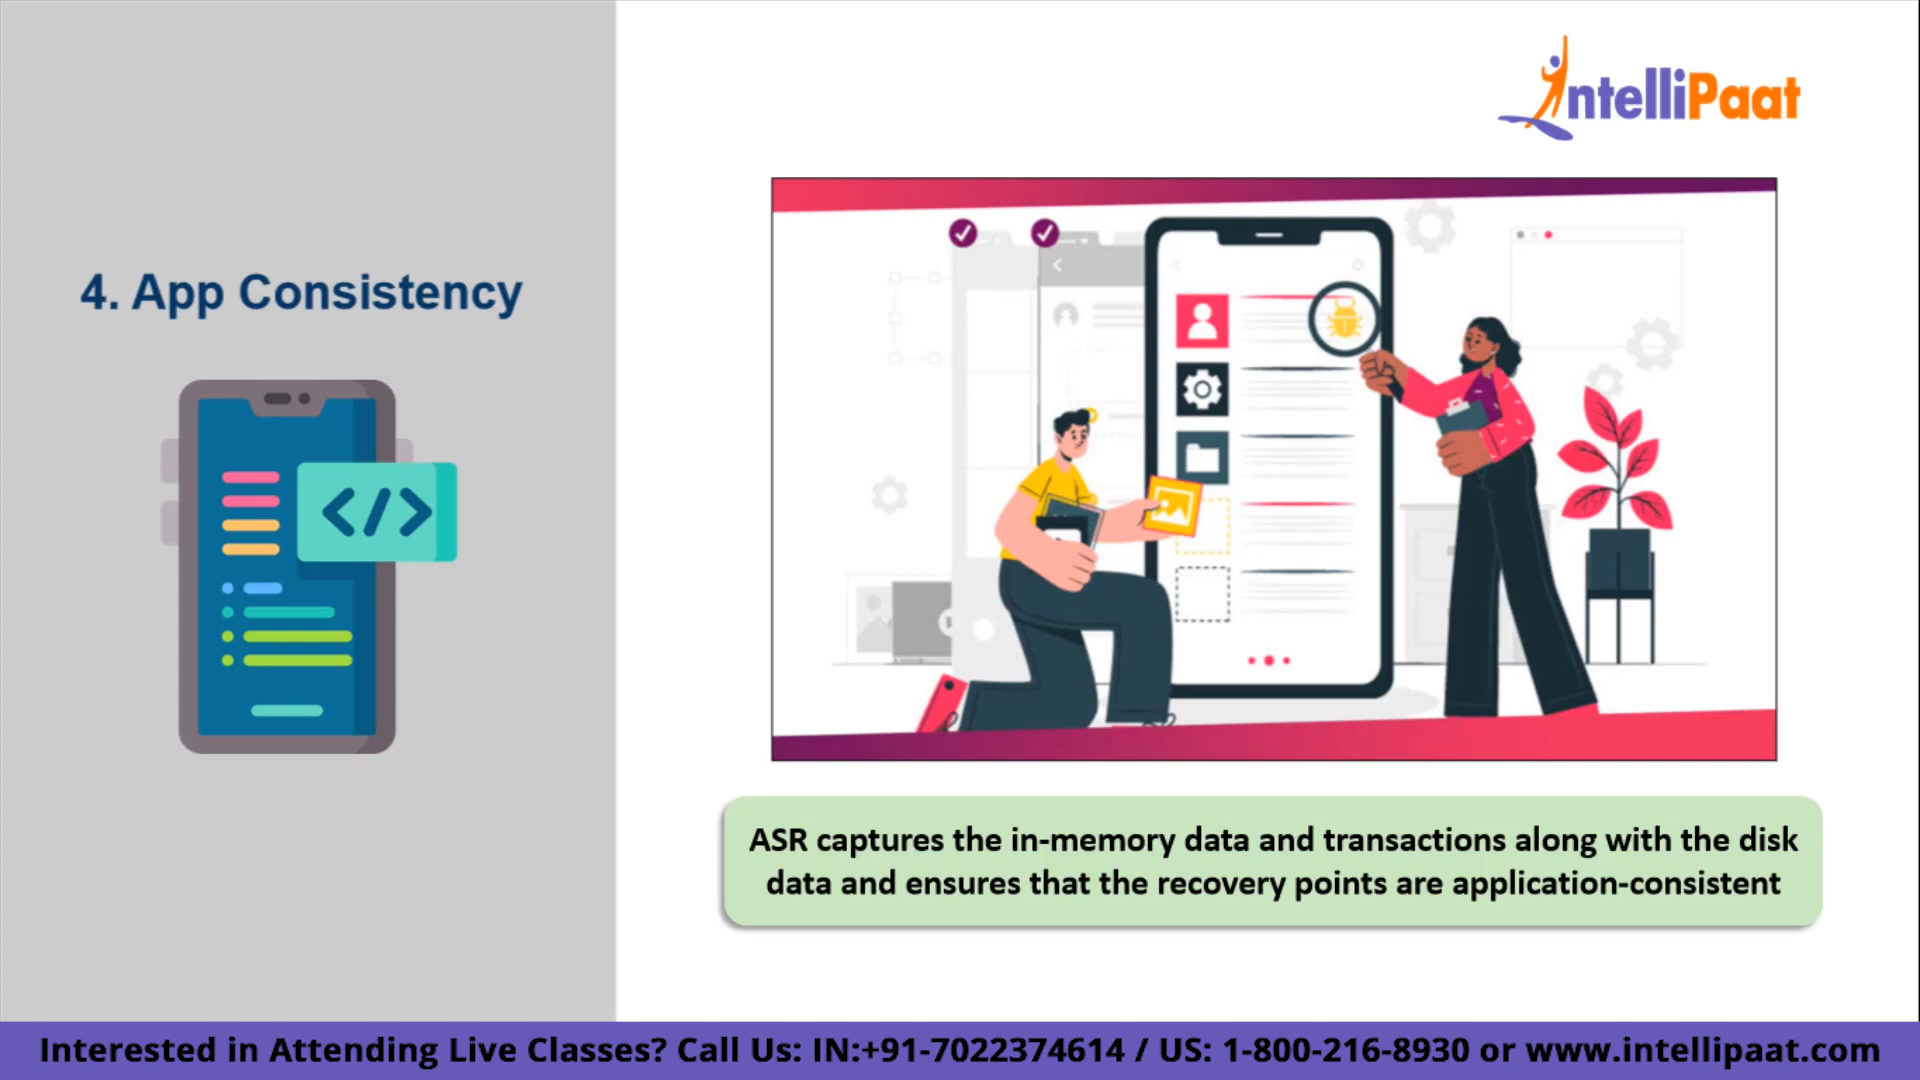 IntelliPaat
4. App Consistency
</>
ASR captures the in-memory data and transactions along with the disk
data and ensures that the recovery points are application-consistent
Interested in Attending Live Classes? Call Us: IN:+91-7022374614 / US: 1-800-216-8930 or www.intellipaat.com